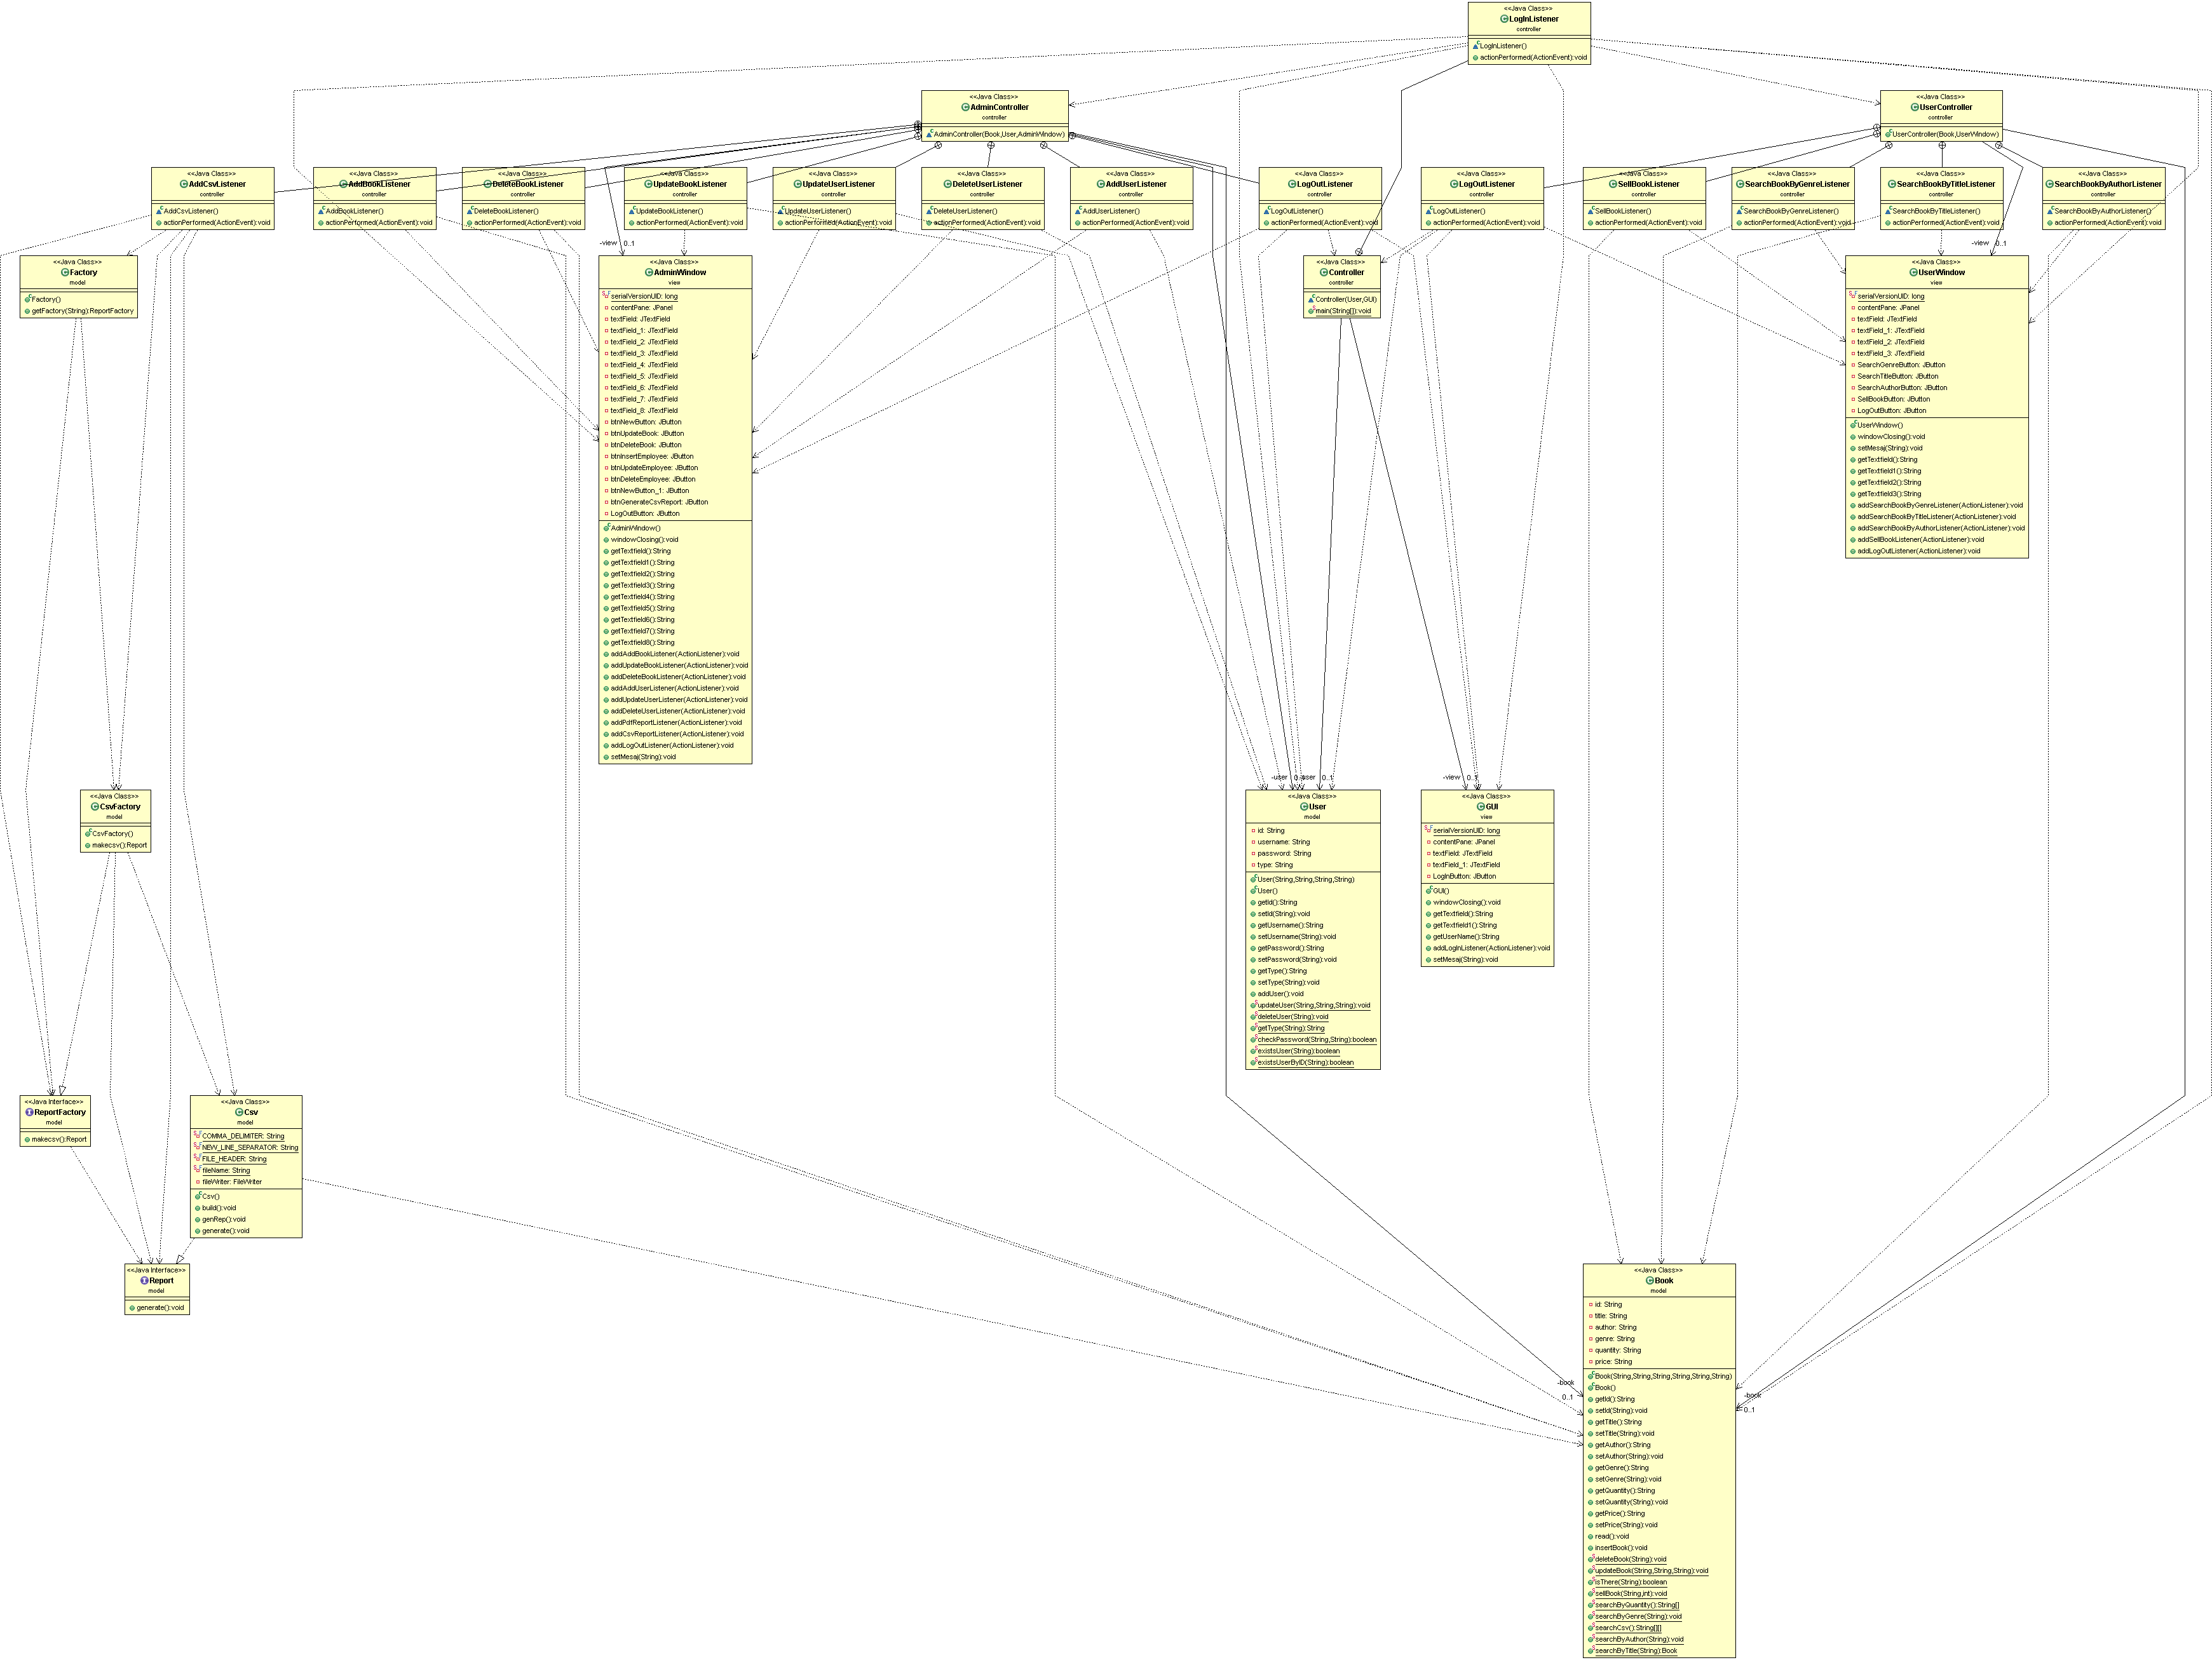 <<Java Class>>
LogInListener
controller
LogInListener()
actionPerformed(ActionEvent):void
<<Java Class>>
AdminController
controller
AdminController(Book,User,AdminWindow)
<<Java Class>>
UserController
controller
UserController(Book,UserWindow)
<<Java Class>>
AddCsvListener
controller
AddCsvListener()
actionPerformed(ActionEvent):void
<<Java Class>>
AddBookListener
controller
AddBookListener()
actionPerformed(ActionEvent):void
<<Java Class>>
DeleteBookListener
controller
DeleteBookListener()
actionPerformed(ActionEvent):void
<<Java Class>>
UpdateBookListener
controller
UpdateBookListener()
actionPerformed(ActionEvent):void
<<Java Class>>
UpdateUserListener
controller
UpdateUserListener()
actionPerformed(ActionEvent):void
<<Java Class>>
DeleteUserListener
controller
DeleteUserListener()
actionPerformed(ActionEvent):void
<<Java Class>>
AddUserListener
controller
AddUserListener()
actionPerformed(ActionEvent):void
<<Java Class>>
LogOutListener
controller
LogOutListener()
actionPerformed(ActionEvent):void
<<Java Class>>
LogOutListener
controller
LogOutListener()
actionPerformed(ActionEvent):void
<<Java Class>>
SellBookListener
controller
SellBookListener()
actionPerformed(ActionEvent):void
<<Java Class>>
SearchBookByGenreListener
controller
SearchBookByGenreListener()
actionPerformed(ActionEvent):void
<<Java Class>>
SearchBookByTitleListener
controller
SearchBookByTitleListener()
actionPerformed(ActionEvent):void
<<Java Class>>
SearchBookByAuthorListener
controller
SearchBookByAuthorListener()
actionPerformed(ActionEvent):void
-view 0..1
-view 0..1
<<Java Class>>
Factory
model
Factory()
getFactory(String):ReportFactory
<<Java Class>>
AdminWindow
view
serialVersionUID: long
contentPane: JPanel
textField: JTextField
textField_1: JTextField
textField_2: JTextField
textField_3: JTextField
textField_4: JTextField
textField_5: JTextField
textField_6: JTextField
textField_7: JTextField
textField_8: JTextField
btnNewButton: JButton
btnUpdateBook: JButton
btnDeleteBook: JButton
btnInsertEmployee: JButton
btnUpdateEmployee: JButton
btnDeleteEmployee: JButton
btnNewButton_1: JButton
btnGenerateCsvReport: JButton
LogOutButton: JButton
AdminWindow()
windowClosing():void
getTextfield():String
getTextfield1():String
getTextfield2():String
getTextfield3():String
getTextfield4():String
getTextfield5():String
getTextfield6():String
getTextfield7():String
getTextfield8():String
addAddBookListener(ActionListener):void
addUpdateBookListener(ActionListener):void
addDeleteBookListener(ActionListener):void
addAddUserListener(ActionListener):void
addUpdateUserListener(ActionListener):void
addDeleteUserListener(ActionListener):void
addPdfReportListener(ActionListener):void
addCsvReportListener(ActionListener):void
addLogOutListener(ActionListener):void
setMesaj(String):void
<<Java Class>>
Controller
controller
Controller(User,GUI)
main(String[]):void
<<Java Class>>
UserWindow
view
serialVersionUID: long
contentPane: JPanel
textField: JTextField
textField_1: JTextField
textField_2: JTextField
textField_3: JTextField
SearchGenreButton: JButton
SearchTitleButton: JButton
SearchAuthorButton: JButton
SellBookButton: JButton
LogOutButton: JButton
UserWindow()
windowClosing():void
setMesaj(String):void
getTextfield():String
getTextfield1():String
getTextfield2():String
getTextfield3():String
addSearchBookByGenreListener(ActionListener):void
addSearchBookByTitleListener(ActionListener):void
addSearchBookByAuthorListener(ActionListener):void
addSellBookListener(ActionListener):void
addLogOutListener(ActionListener):void
<<Java Class>>
CsvFactory
model
CsvFactory()
makecsv():Report
-user 0..1
-user 0..1
-view 0..1
<<Java Class>>
User
model
id: String
username: String
password: String
type: String
User(String,String,String,String)
User()
getId():String
setId(String):void
getUsername():String
setUsername(String):void
getPassword():String
setPassword(String):void
getType():String
setType(String):void
addUser():void
updateUser(String,String,String):void
deleteUser(String):void
getType(String):String
checkPassword(String,String):boolean
existsUser(String):boolean
existsUserByID(String):boolean
<<Java Class>>
GUI
view
serialVersionUID: long
contentPane: JPanel
textField: JTextField
textField_1: JTextField
LogInButton: JButton
GUI()
windowClosing():void
getTextfield():String
getTextfield1():String
getUserName():String
addLogInListener(ActionListener):void
setMesaj(String):void
<<Java Interface>>
ReportFactory
model
makecsv():Report
<<Java Class>>
Csv
model
COMMA_DELIMITER: String
NEW_LINE_SEPARATOR: String
FILE_HEADER: String
fileName: String
fileWriter: FileWriter
Csv()
build():void
genRep():void
generate():void
<<Java Interface>>
Report
model
generate():void
<<Java Class>>
Book
model
id: String
title: String
author: String
genre: String
quantity: String
price: String
Book(String,String,String,String,String,String)
Book()
getId():String
setId(String):void
getTitle():String
setTitle(String):void
getAuthor():String
setAuthor(String):void
getGenre():String
setGenre(String):void
getQuantity():String
setQuantity(String):void
getPrice():String
setPrice(String):void
read():void
insertBook():void
deleteBook(String):void
updateBook(String,String,String):void
isThere(String):boolean
sellBook(String,int):void
searchByQuantity():String[]
searchByGenre(String):void
searchCsv():String[][]
searchByAuthor(String):void
searchByTitle(String):Book
-book
0..1
-book
0..1